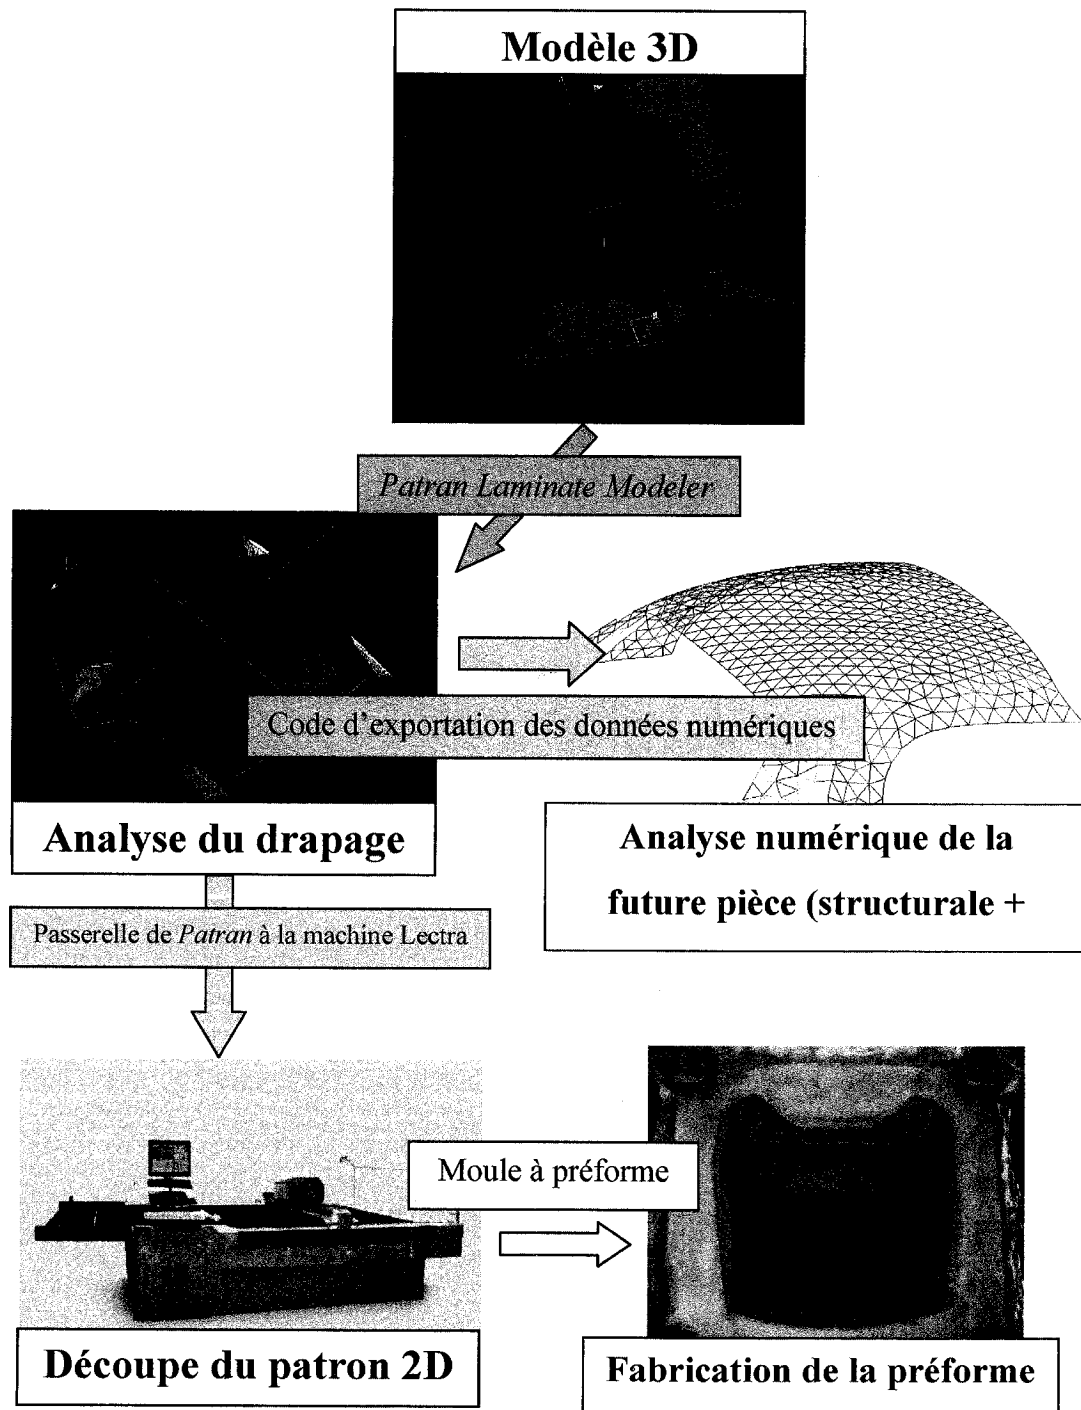 Modèle 3D
Patran Laminate Modeler
Code d'exportation des données numériques
Analyse du drapage
Analyse numérique de la
future pièce (structurale +
Passerelle de Patran à la machine Lectra
Moule à préforme
Découpe du patron 2D
Fabrication de la préforme